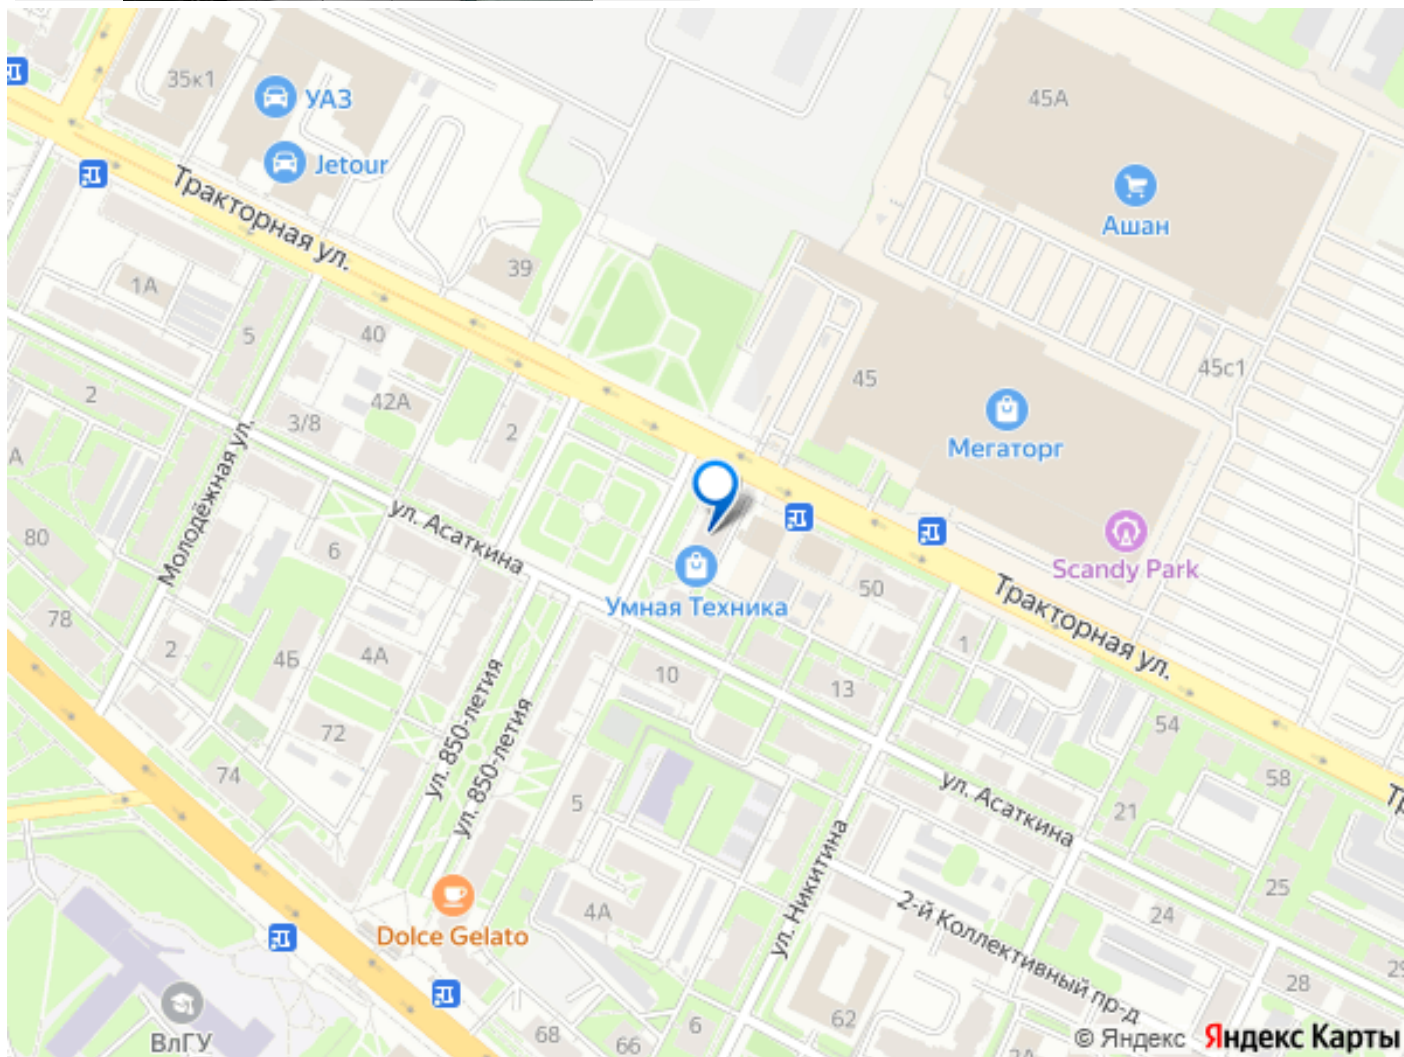 35к1
УАЗ
45А
Jetour
Тракторная ул.
Ашан
39
1А
5
40
45
45с1
2
42А
3/8
2
Мегаторг
А
Молодёжная ул.
ул. Асаткина
80
6
Scandy Park
50
Тракторная ул.
Умная Техника
78
2
4Б
4А
10
13
1
ул. 850-летия
ул. 850-летия
72
74
54
58
5
ул. Асаткина
21
Тр
ул. Никитина
25
4А
24
2-й Коллективный пр-д
Dolce Gelato
28
29
ВлГУ
68
66
6
62
2А
© Яндекс Яндекс Карты